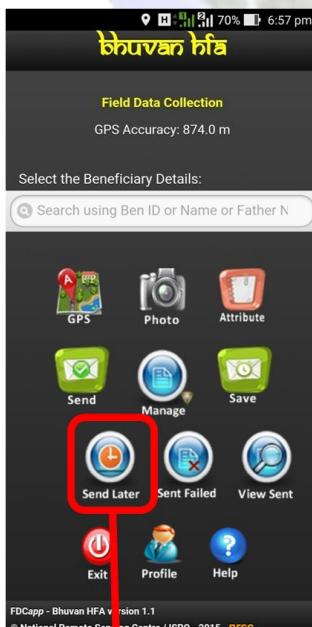 H 2 70% 6:57 pm
bhuvan hfa
Field Data Collection
GPS Accuracy: 874.0 m
Select the Beneficiary Details:
Search using Ben ID or Name or Father N
A
GPS Photo Attribute
Send Manage Save
Send Later Sent Failed View Sent
Exit Profile Help
FDCapp - Bhuvan HFA version 1.1
© National Remote Sensing Centre / ISRO - 2015 nrsc